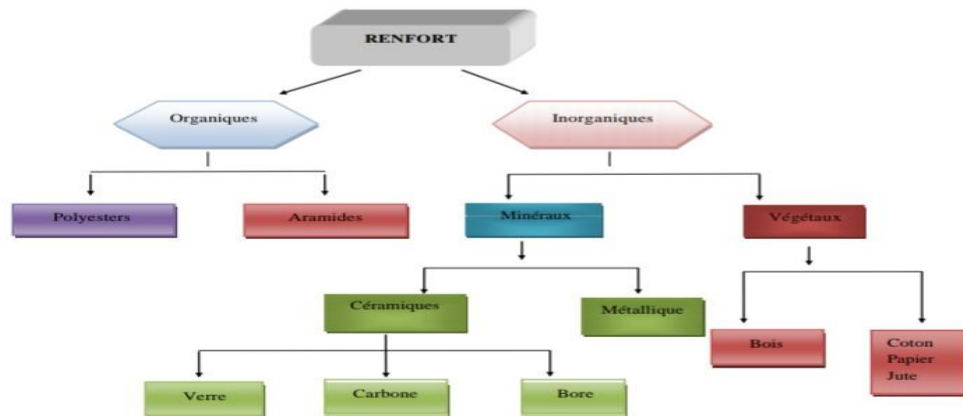 RENFORT
Organiques
Inorganiques
Polyesters
Aramides
Minéraux
Végétaux
Céramiques
Métallique
Bois
Coton
Papier
Jute
Verre
Carbone
Bore